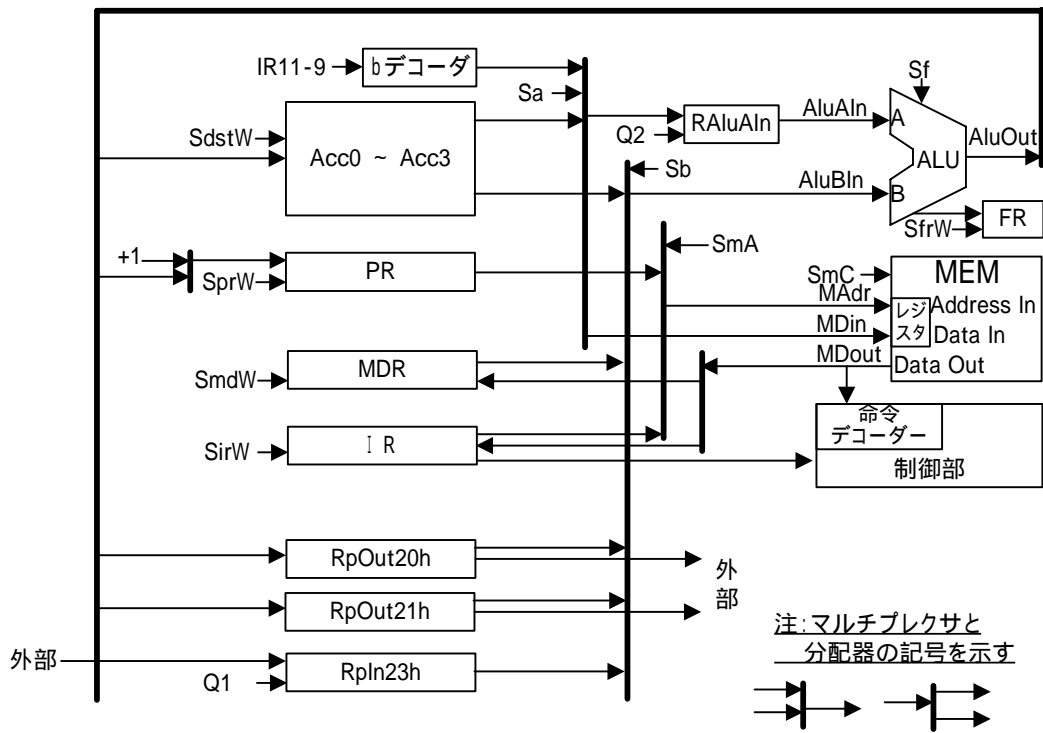 IR11-9
bデコーダ
Sa
Sf
SdstW
Acc0 ~ Acc3
Q2
RAluAIn
AluAIn
A
ALU
AluOut
Sb
AluBIn
B
SfrW
FR
+1
SprW
PR
SmA
SmC
MEM
MAdr
レジスタ
Address In
MDin
Data In
MDout
Data Out
SmdW
MDR
命令
デコーダー
制御部
SirW
I R
RpOut20h
外部
RpOut21h
外部
Q1
RpIn23h
注:マルチプレクサと
分配器の記号を示す